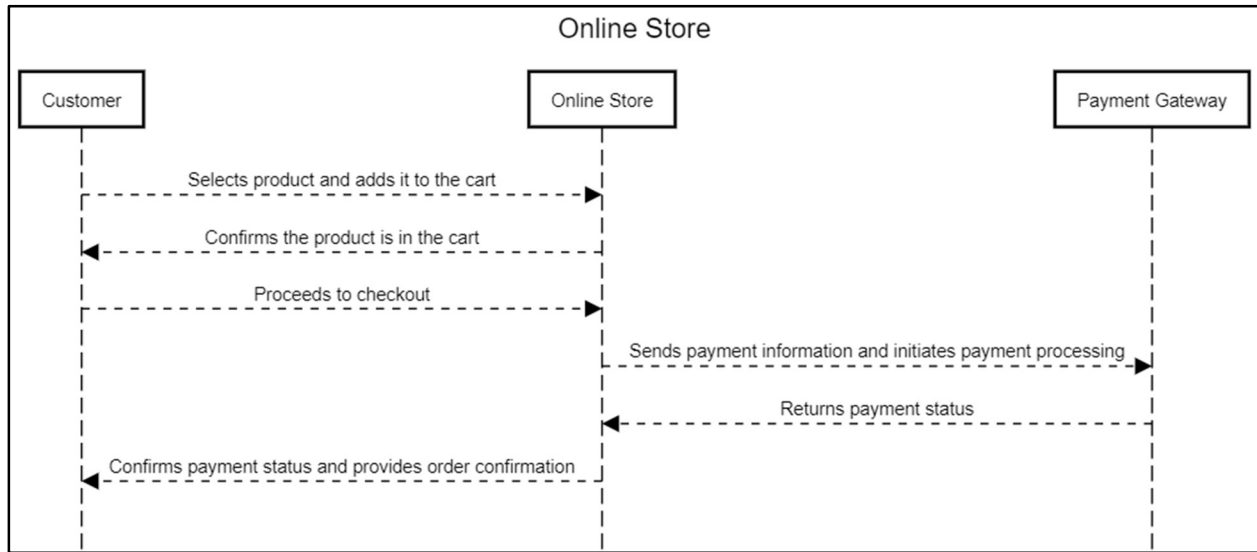 Online Store
Customer
Online Store
Payment Gateway
Selects product and adds it to the cart
Confirms the product is in the cart
Proceeds to checkout
Sends payment information and initiates payment processing
Returns payment status
Confirms payment status and provides order confirmation